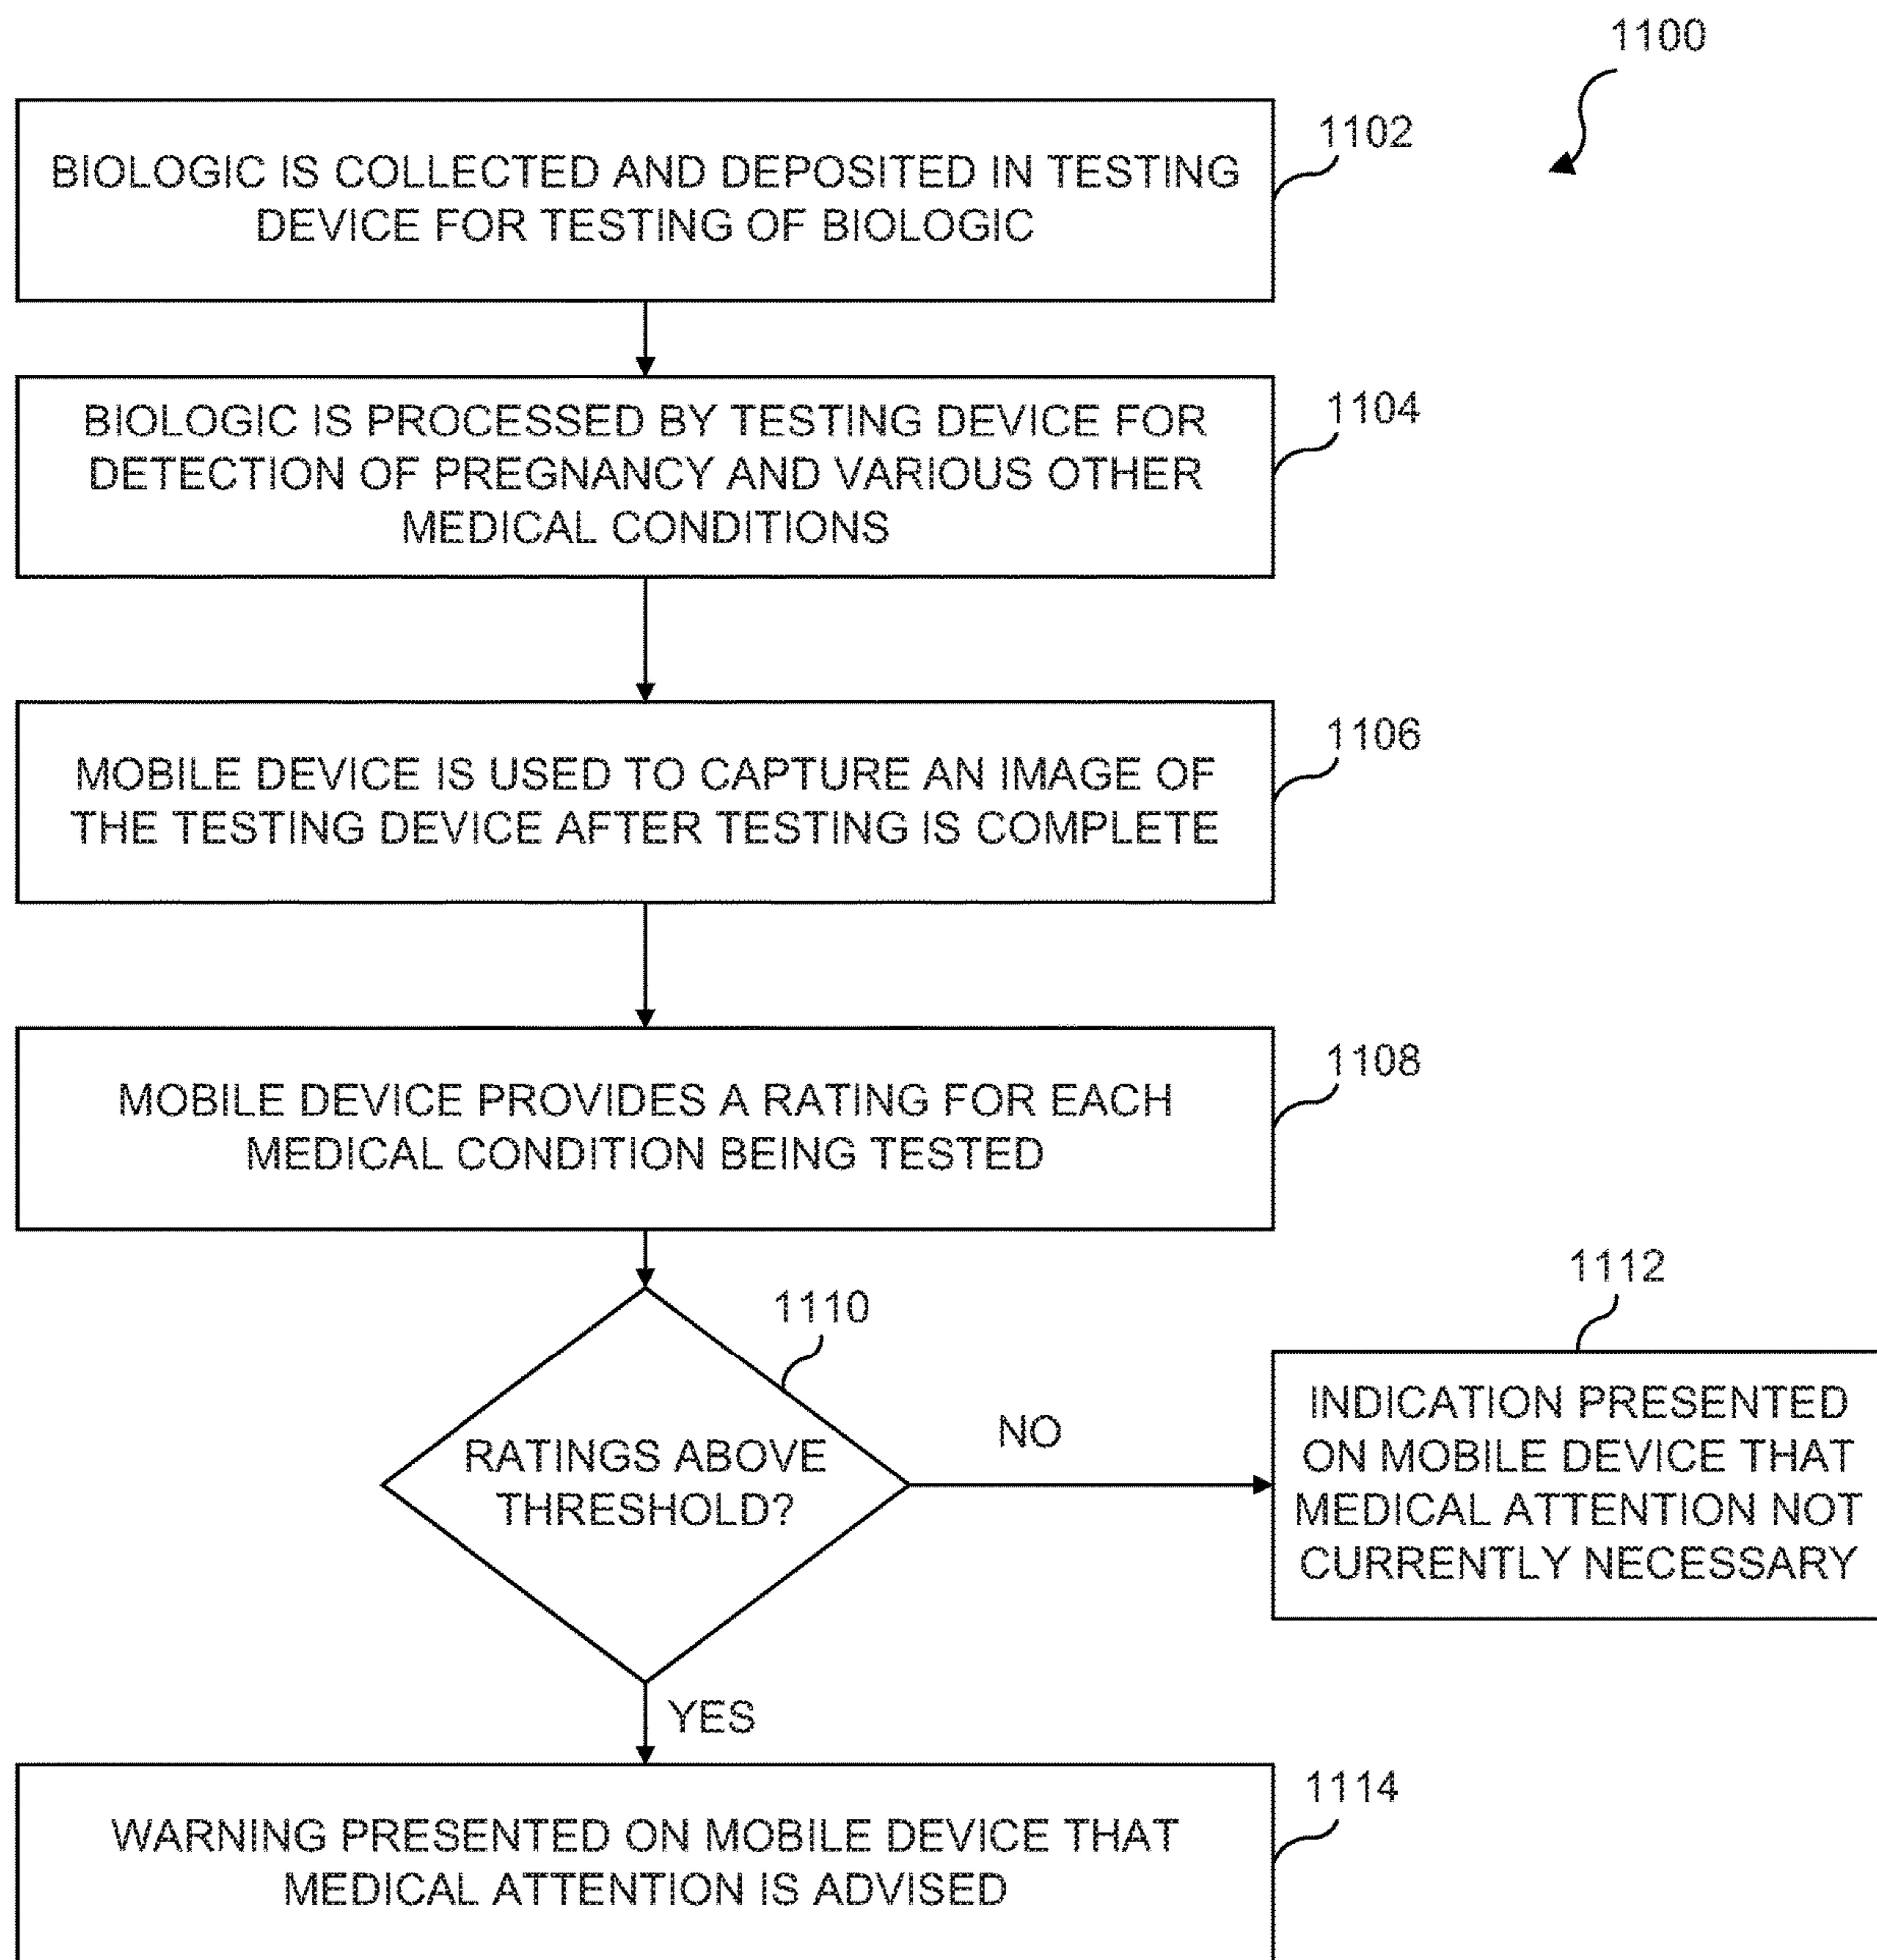 1100
BIOLOGIC IS COLLECTED AND DEPOSITED IN TESTING
DEVICE FOR TESTING OF BIOLOGIC
1102
BIOLOGIC IS PROCESSED BY TESTING DEVICE FOR
DETECTION OF PREGNANCY AND VARIOUS OTHER
MEDICAL CONDITIONS
1104
MOBILE DEVICE IS USED TO CAPTURE AN IMAGE OF
THE TESTING DEVICE AFTER TESTING IS COMPLETE
1106
MOBILE DEVICE PROVIDES A RATING FOR EACH
MEDICAL CONDITION BEING TESTED
1108
RATINGS ABOVE
THRESHOLD?
1110
NO
1112
INDICATION PRESENTED
ON MOBILE DEVICE THAT
MEDICAL ATTENTION NOT
CURRENTLY NECESSARY
YES
WARNING PRESENTED ON MOBILE DEVICE THAT
MEDICAL ATTENTION IS ADVISED
1114